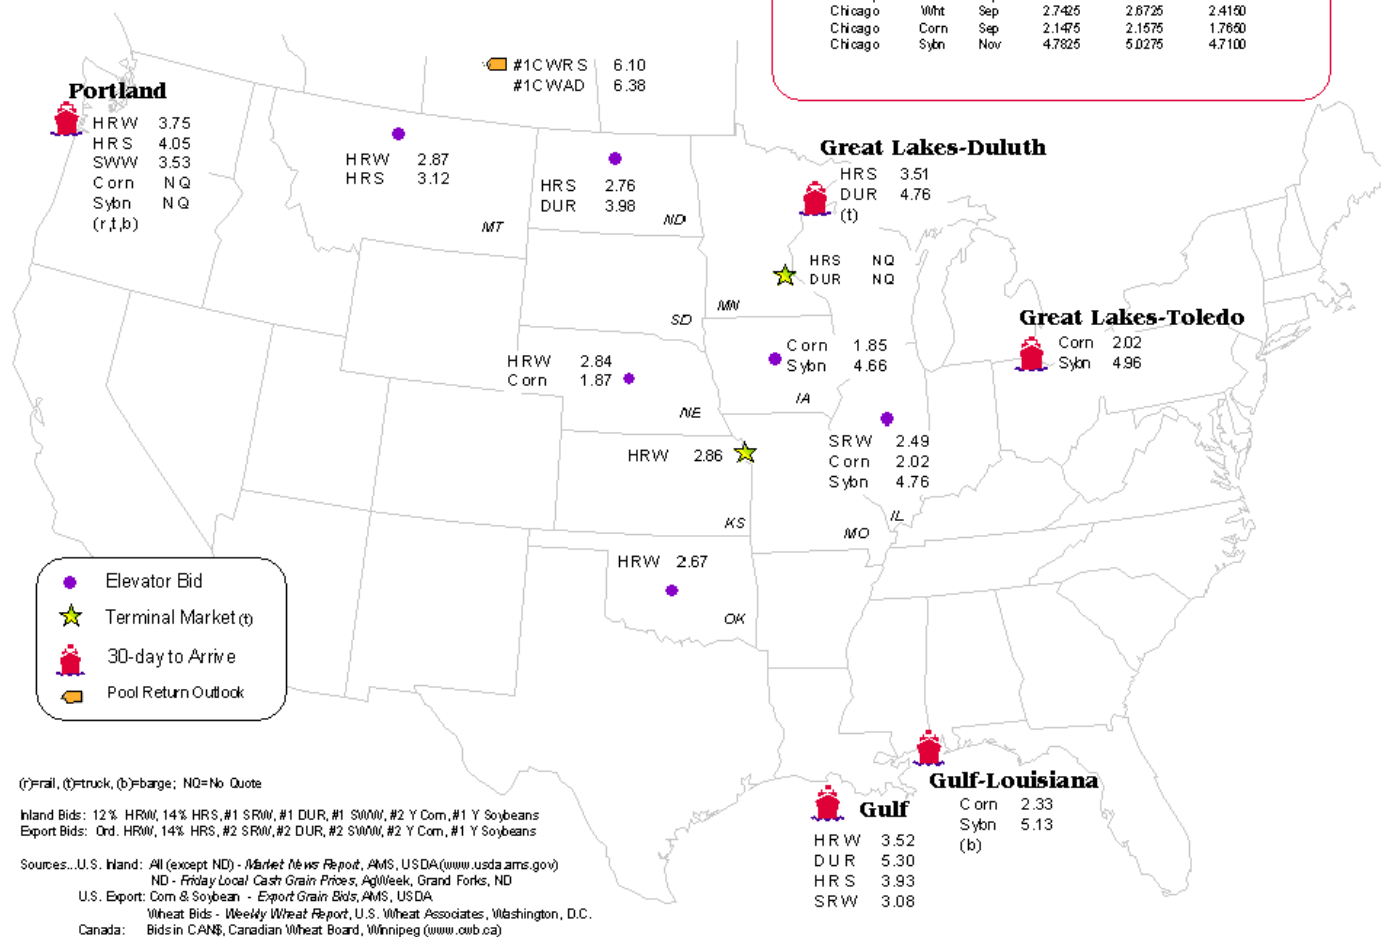 Chicago Wht Sep 2.7425 2.6725 2.4150
Chicago Corn Sep 2.1475 2.1575 1.7650
Chicago Sybn Nov 4.7825 5.0275 4.7100
#1CWRS 6.10
#1CWAD 6.38
Portland
HRW 3.75
HRS 4.05
SWW 3.53
Corn NQ
Sybn NQ
(r,t,b)
HRW 2.87
HRS 3.12
MT
HRS 2.76
DUR 3.98
ND
Great Lakes-Duluth
HRS 3.51
DUR 4.76
(t)
HRS NQ
DUR NQ
MN
SD
Great Lakes-Toledo
Corn 2.02
Sybn 4.96
Corn 1.85
Sybn 4.66
IA
HRW 2.84
Corn 1.87
NE
SRW 2.49
Corn 2.02
Sybn 4.76
IL
HRW 2.86
KS
MO
HRW 2.67
OK
Elevator Bid
Terminal Market (t)
30-day to Arrive
Pool Return Outlook
Gulf-Louisiana
Corn 2.33
Sybn 5.13
(b)
Gulf
HRW 3.52
DUR 5.30
HRS 3.93
SRW 3.08
(r)=rail, (t)=truck, (b)=barge; NQ=No Quote
Inland Bids: 12% HRW, 14% HRS, #1 SRW, #1 DUR, #1 SWW, #2 Y Corn, #1 Y Soybeans
Export Bids: Ord. HRW, 14% HRS, #2 SRW, #2 DUR, #2 SWW, #2 Y Corn, #1 Y Soybeans
Sources...U.S. Inland: All (except ND) - Market News Report, AMS, USDA (www.usda.ams.gov)
ND - Friday Local Cash Grain Prices, AgWeek, Grand Forks, ND
U.S. Export: Corn & Soybean - Export Grain Bids, AMS, USDA
Wheat Bids - Weekly Wheat Report, U.S. Wheat Associates, Washington, D.C.
Canada: Bids in CAN$, Canadian Wheat Board, Winnipeg (www.cwb.ca)